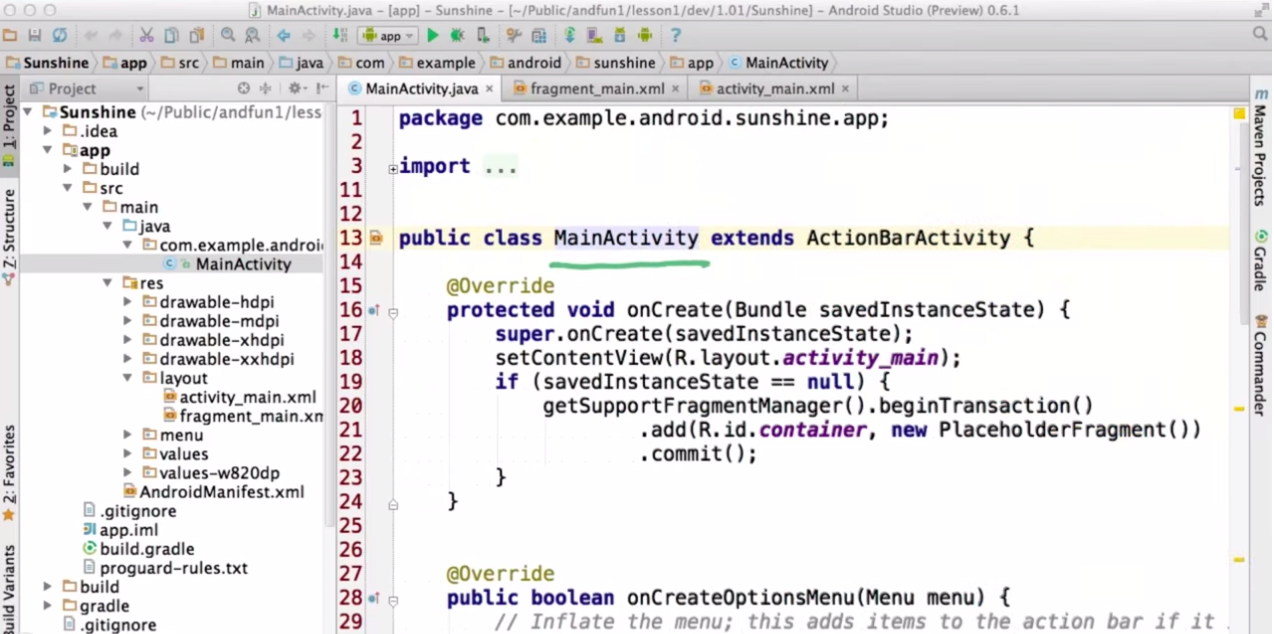 MainActivity.java - [app] - Sunshine - [~/Public/andfun1/lesson1/dev/1.01/Sunshine] - Android Studio (Preview) 0.6.1
app
Sunshine app src main java com example android sunshine app MainActivity
Project
MainActivity.java fragment_main.xml activity_main.xml
1: Project
Z: Structure
2: Favorites
Build Variants
Sunshine (~/Public/andfun1/less
.idea
app
build
src
main
java
com.example.androi
MainActivity
res
drawable-hdpi
drawable-mdpi
drawable-xhdpi
drawable-xxhdpi
layout
activity_main.xml
fragment_main.xm
menu
values
values-w820dp
AndroidManifest.xml
.gitignore
app.iml
build.gradle
proguard-rules.txt
build
gradle
.gitignore
1 package com.example.android.sunshine.app;
2
3 import ...
11
12
13 public class MainActivity extends ActionBarActivity {
14
15 @Override
16 protected void onCreate(Bundle savedInstanceState) {
17 super.onCreate(savedInstanceState);
18 setContentView(R.layout.activity_main);
19 if (savedInstanceState == null) {
20 getSupportFragmentManager().beginTransaction()
21 .add(R.id.container, new PlaceholderFragment())
22 .commit();
23 }
24 }
25
26
27 @Override
28 public boolean onCreateOptionsMenu(Menu menu) {
29 // Inflate the menu; this adds items to the action bar if it
Maven Projects
Gradle
Commander